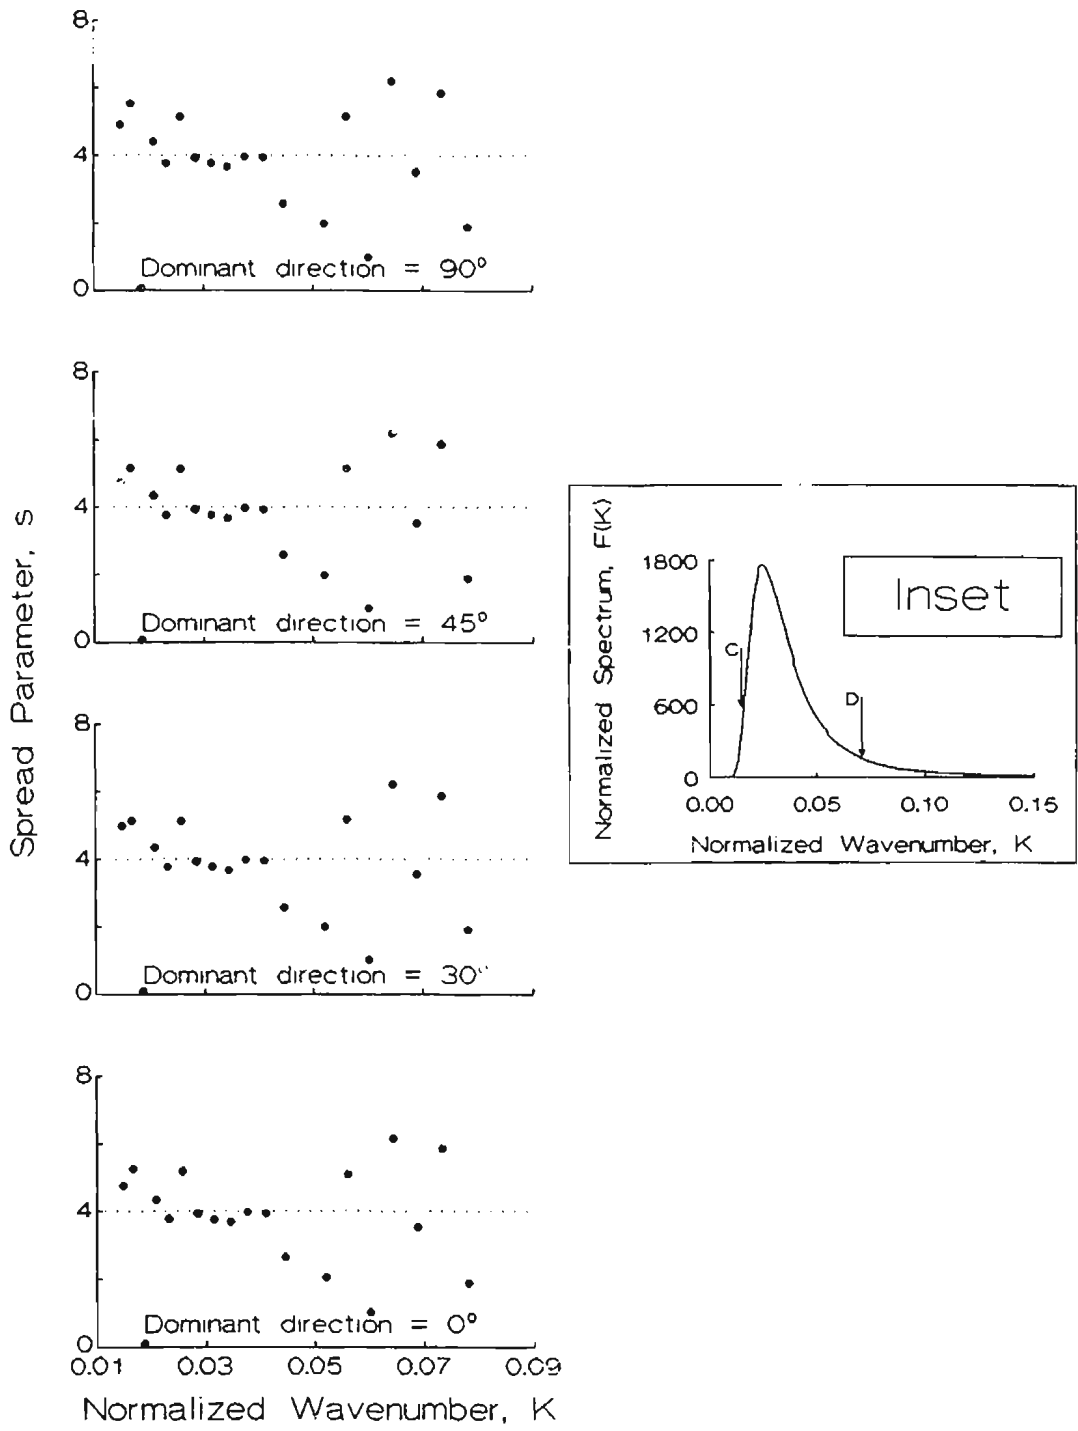 8
4
0
Dominant direction = 90°
8
4
0
Dominant direction = 45°
8
4
0
Dominant direction = 30°
8
4
0
Dominant direction = 0°
0.01 0.03 0.05 0.07 0.09
Normalized Wavenumber, K
Spread Parameter, s
Inset
Normalized Spectrum, F(K)
1800
1200
600
0
C
D
0.00 0.05 0.10 0.15
Normalized Wavenumber, K